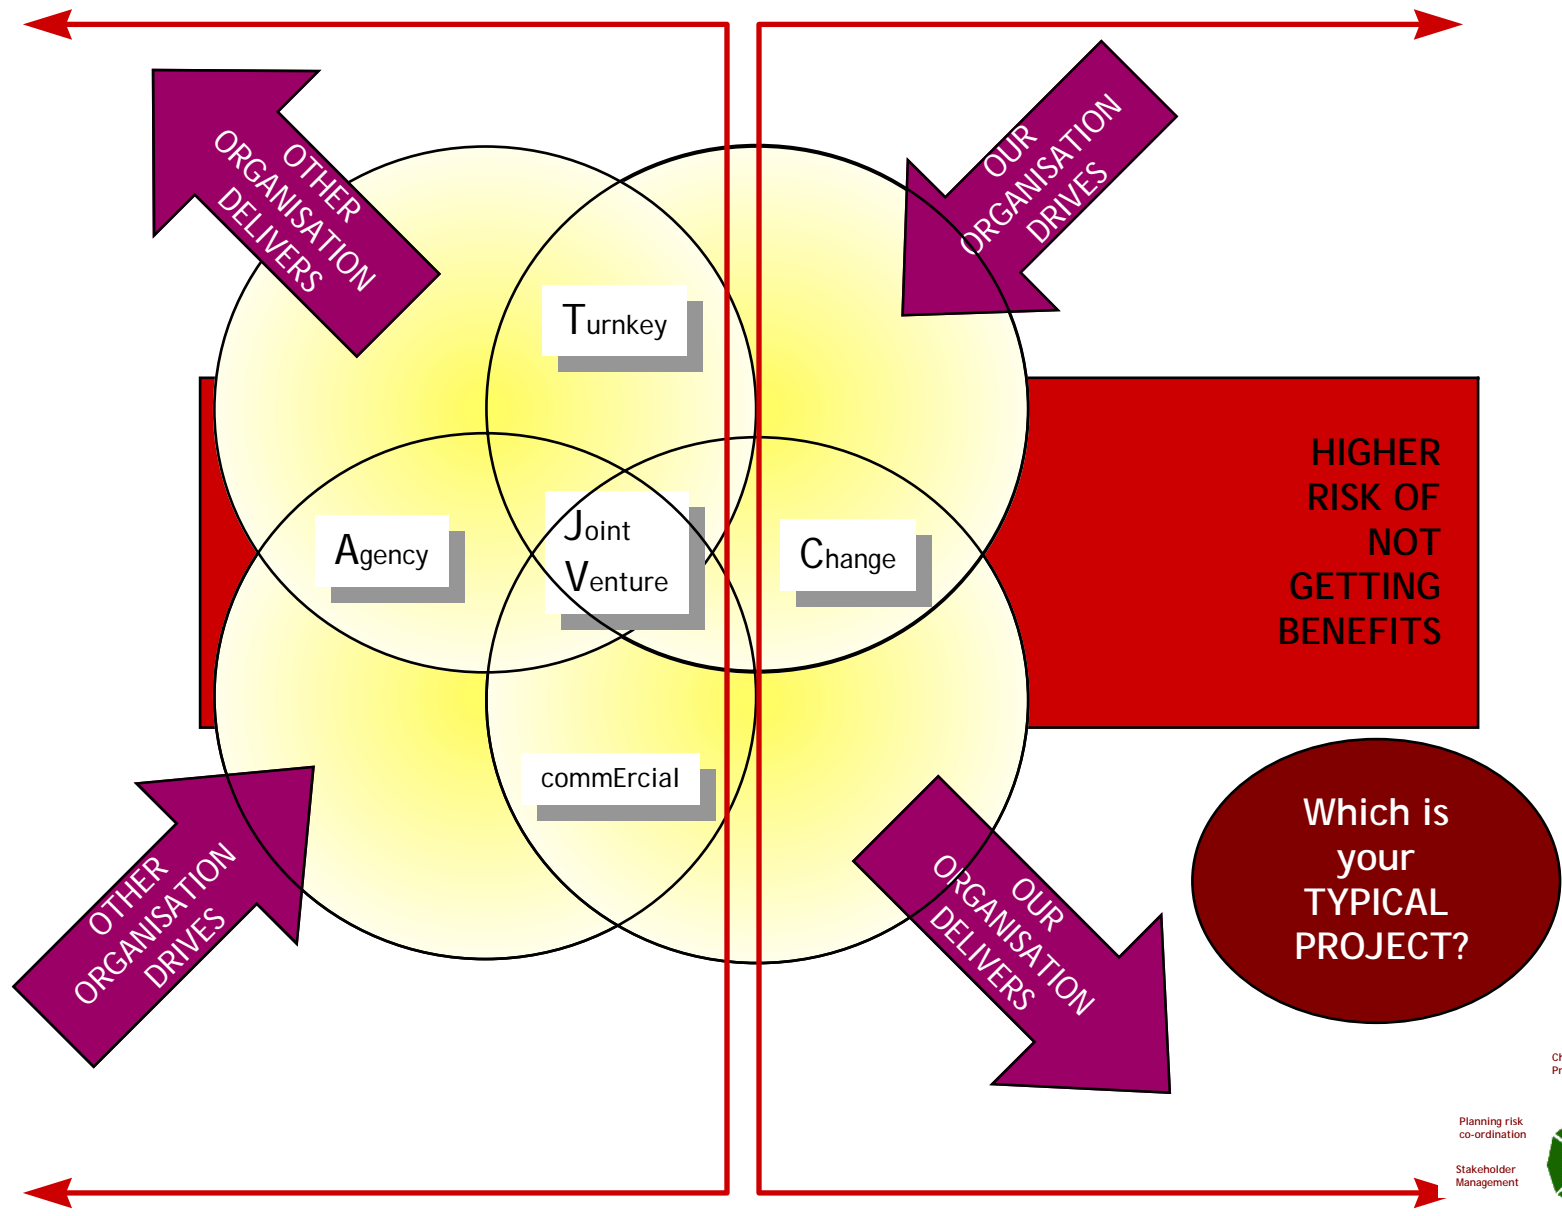 OTHER
ORGANISATION
DELIVERS
OUR
ORGANISATION
DRIVES
Turnkey
HIGHER
RISK OF
NOT
GETTING
BENEFITS
Agency
Joint
Venture
Change
commErcial
OTHER
ORGANISATION
DRIVES
OUR
ORGANISATION
DELIVERS
Which is
your
TYPICAL
PROJECT?
Planning risk
co-ordination
Stakeholder
Management